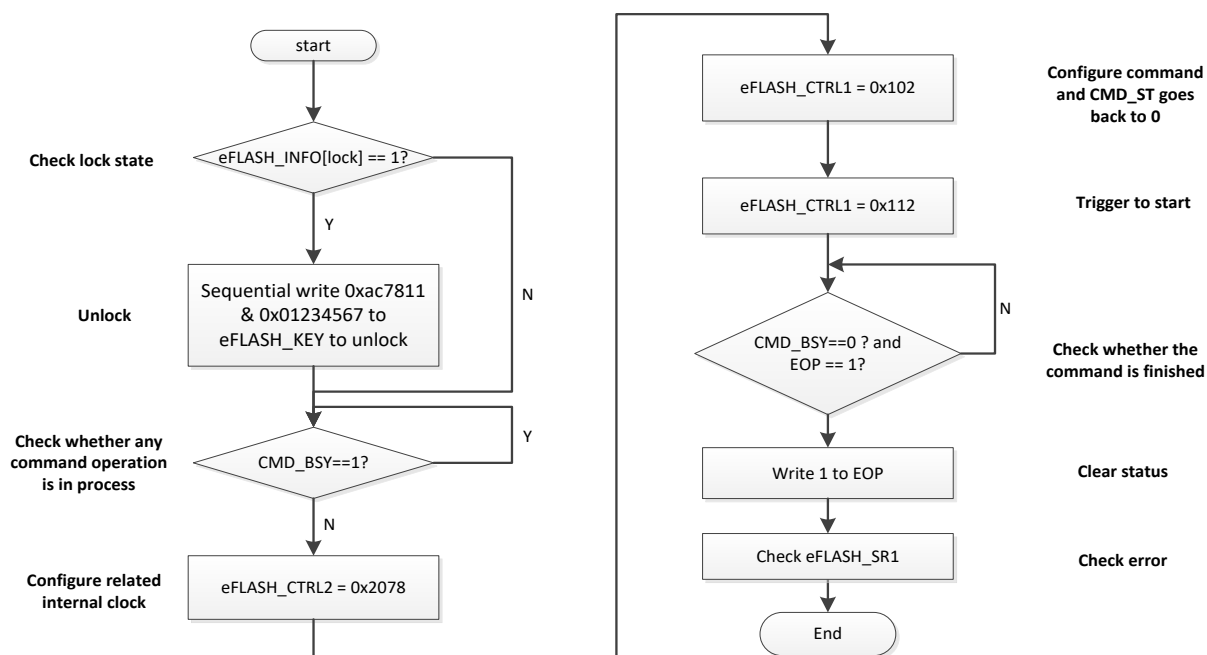 start
Check lock state
eFLASH_INFO[lock] == 1?
Y
N
Unlock
Sequential write 0xac7811
& 0x01234567 to
eFLASH_KEY to unlock
Check whether any
command operation
is in process
CMD_BSY==1?
Y
N
Configure related
internal clock
eFLASH_CTRL2 = 0x2078
eFLASH_CTRL1 = 0x102
Configure command
and CMD_ST goes
back to 0
eFLASH_CTRL1 = 0x112
Trigger to start
CMD_BSY==0 ? and
EOP == 1?
N
Check whether the
command is finished
Y
Write 1 to EOP
Clear status
Check eFLASH_SR1
Check error
End